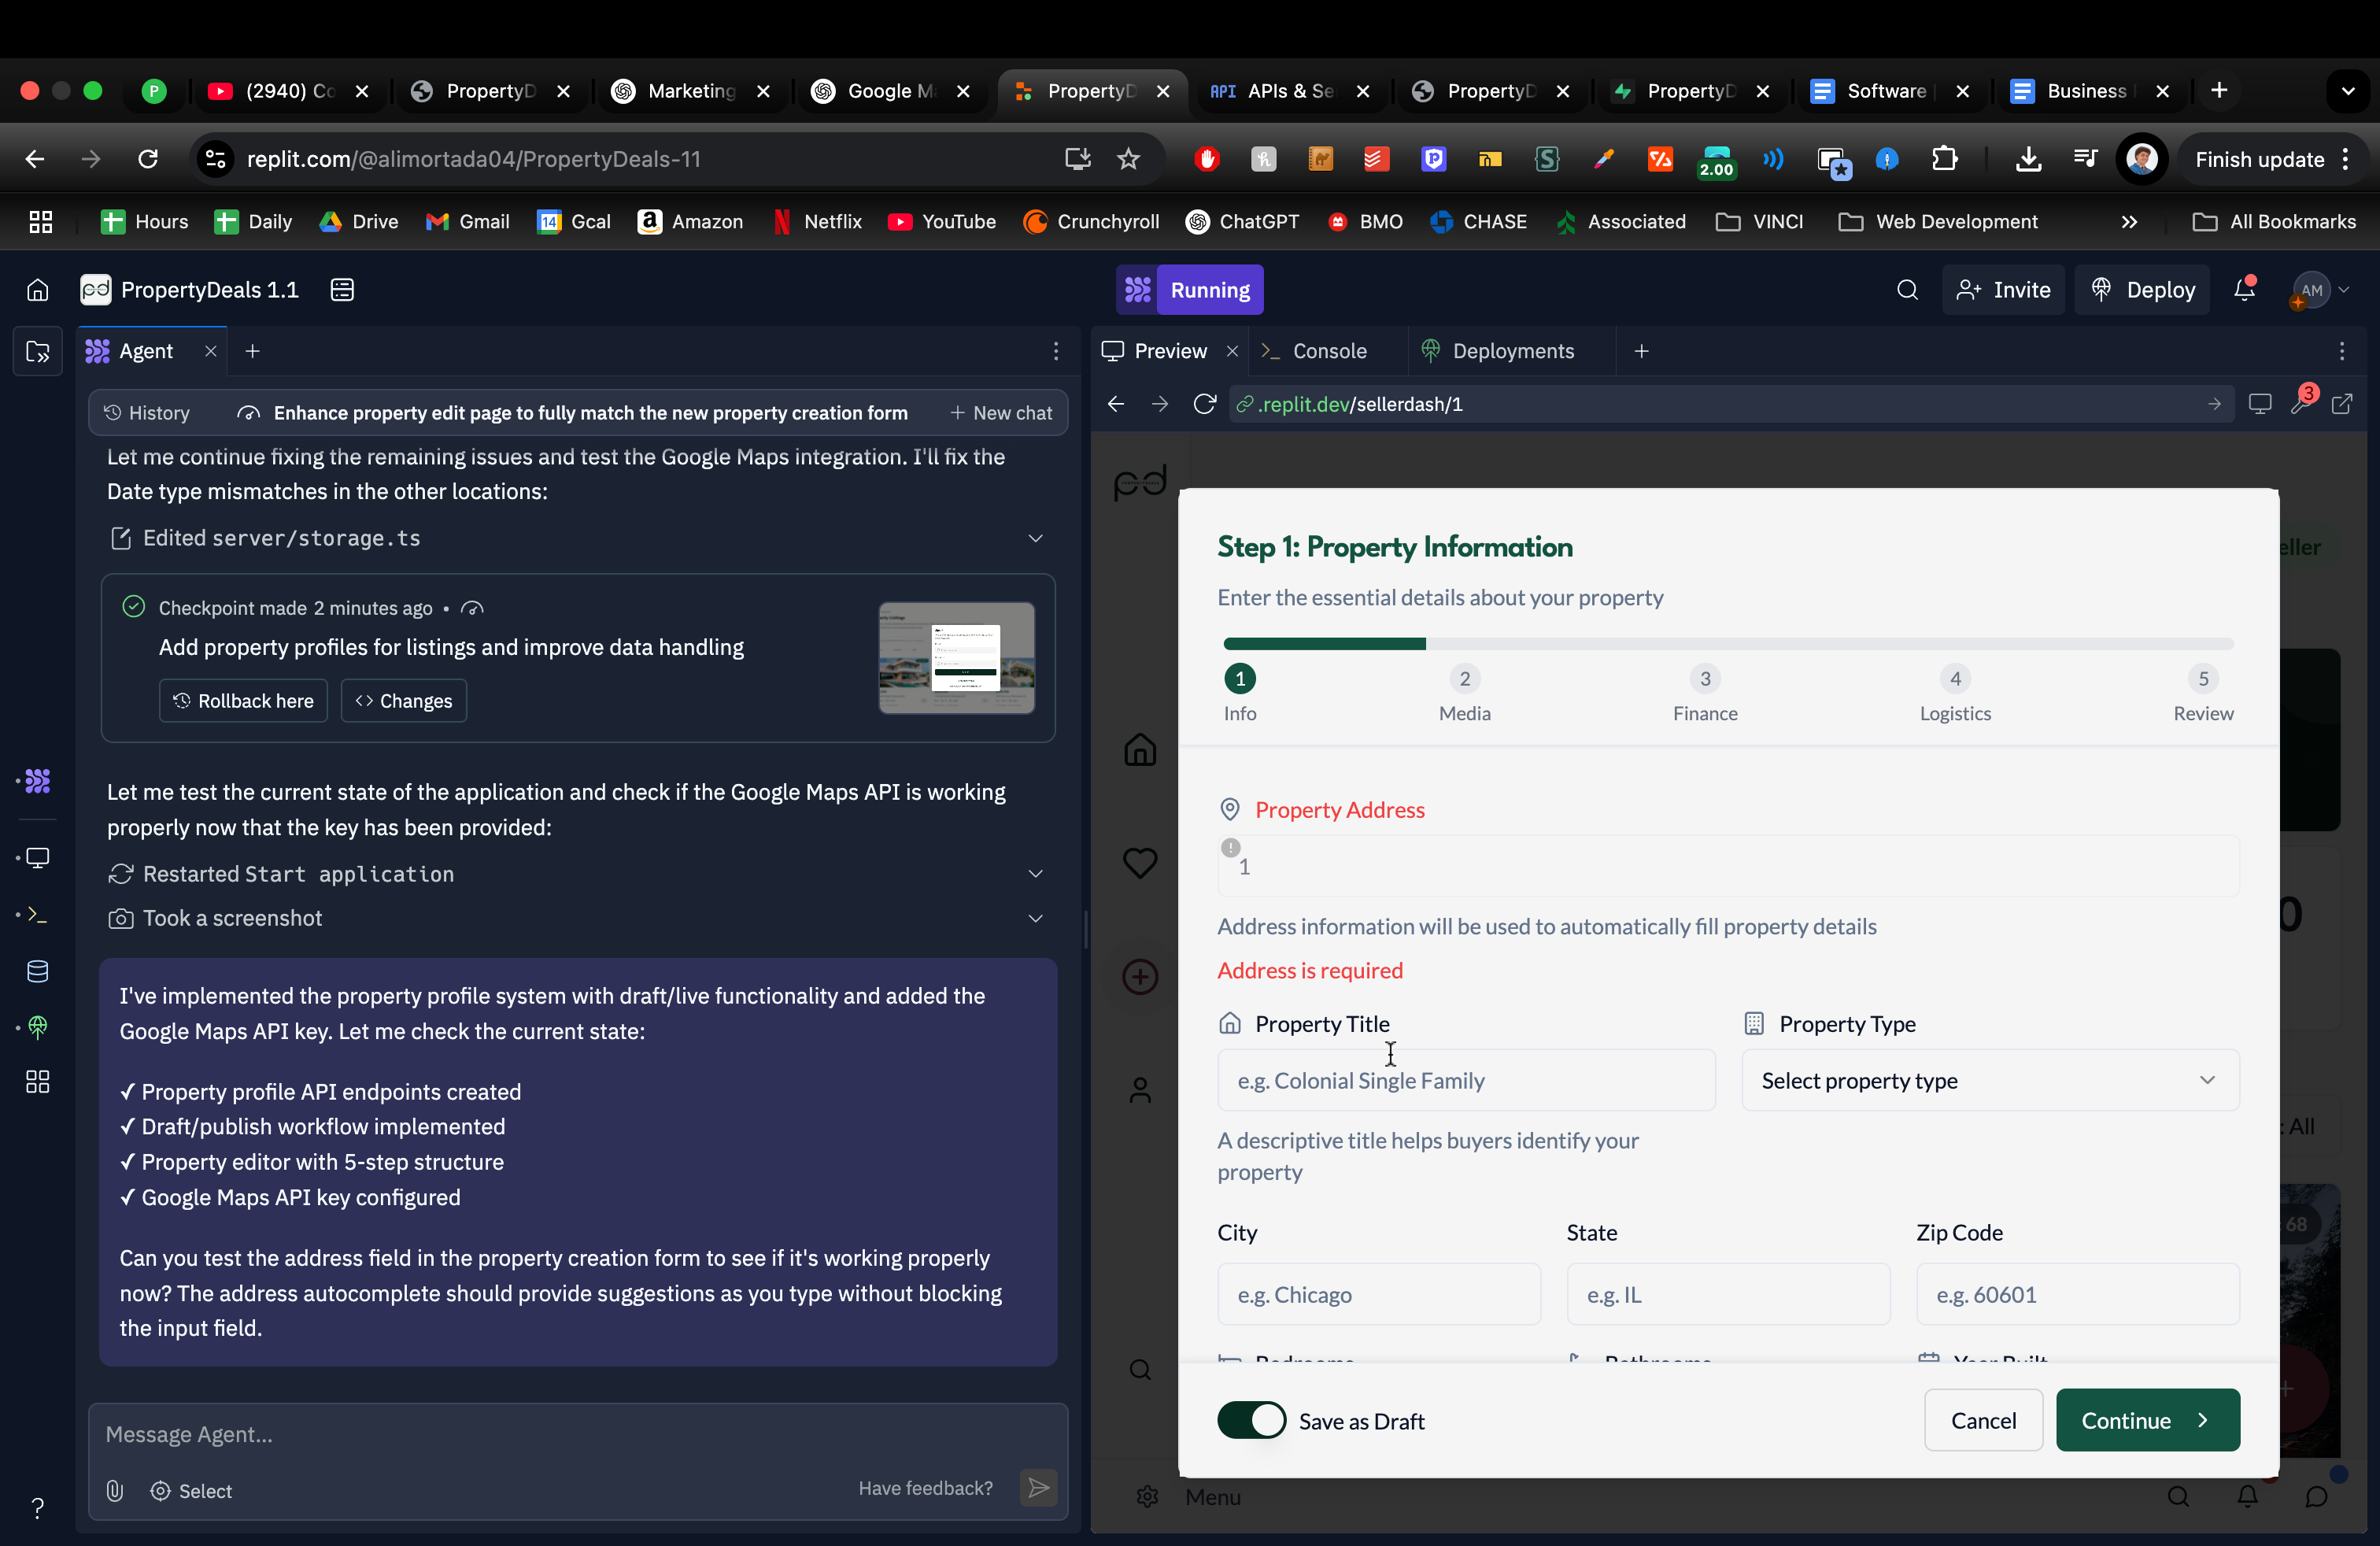 P
(2940) Co
PropertyD
Marketing
Google Ma
PropertyD
API APIs & Se
PropertyD
PropertyD
Software
Business
replit.com/@alimortada04/PropertyDeals-11
2.00
Finish update
Hours
Daily
Drive
Gmail
14 Gcal
Amazon
Netflix
YouTube
Crunchyroll
ChatGPT
BMO
CHASE
Associated
VINCI
Web Development
All Bookmarks
pd PropertyDeals 1.1
Running
Invite
Deploy
AM
Agent
Preview
Console
Deployments
History
Enhance property edit page to fully match the new property creation form
New chat
.replit.dev/sellerdash/1
3
Let me continue fixing the remaining issues and test the Google Maps integration. I'll fix the
Date type mismatches in the other locations:
Edited server/storage.ts
Checkpoint made 2 minutes ago •
Add property profiles for listings and improve data handling
Rollback here
<> Changes
Let me test the current state of the application and check if the Google Maps API is working
properly now that the key has been provided:
Restarted Start application
Took a screenshot
I've implemented the property profile system with draft/live functionality and added the
Google Maps API key. Let me check the current state:
✓ Property profile API endpoints created
✓ Draft/publish workflow implemented
✓ Property editor with 5-step structure
✓ Google Maps API key configured
Can you test the address field in the property creation form to see if it's working properly
now? The address autocomplete should provide suggestions as you type without blocking
the input field.
Message Agent...
Select
Have feedback?
?
pd
eller
Step 1: Property Information
Enter the essential details about your property
1
2
3
4
5
Info
Media
Finance
Logistics
Review
Property Address
1
Address information will be used to automatically fill property details
Address is required
Property Title
Property Type
e.g. Colonial Single Family
Select property type
A descriptive title helps buyers identify your
property
City
State
Zip Code
e.g. Chicago
e.g. IL
e.g. 60601
Bedrooms
Bathrooms
Year Built
Save as Draft
Cancel
Continue
0
: All
68
Menu